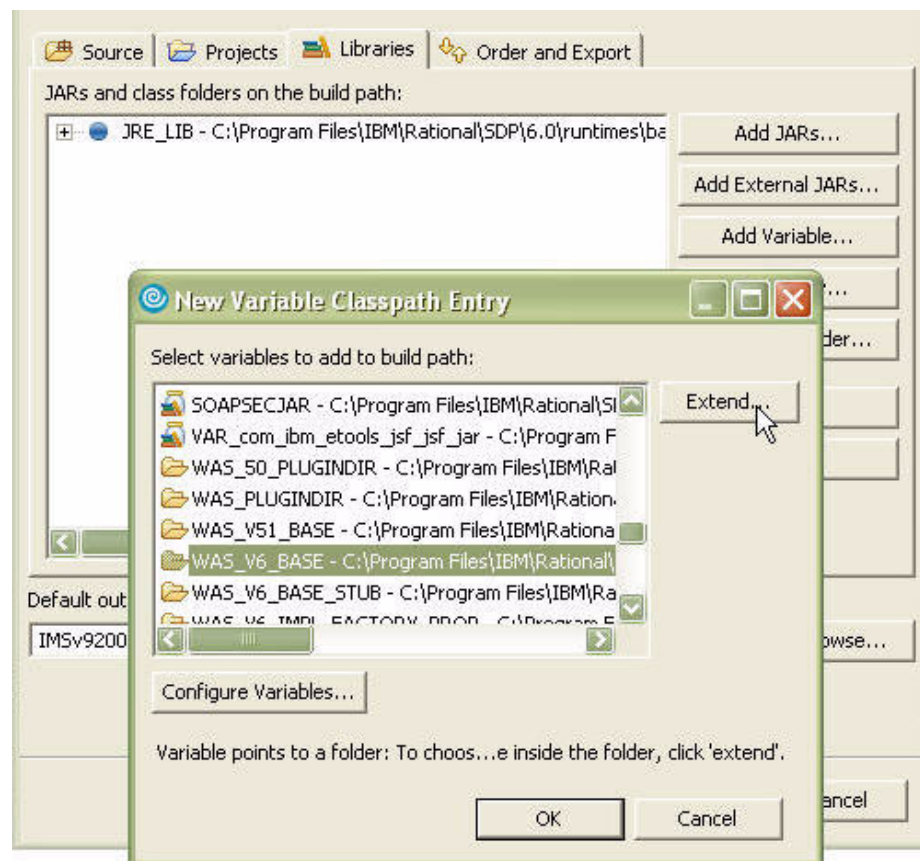 Source Projects Libraries Order and Export
JARs and class folders on the build path:
JRE_LIB - C:\Program Files\IBM\Rational\SDP\6.0\runtimes\ba
Add JARs...
Add External JARs...
Add Variable...
New Variable Classpath Entry
...
Select variables to add to build path:
der...
SOAPSECJAR - C:\Program Files\IBM\Rational\S
Extend...
VAR_com_ibm_etools_jsf_jsf_jar - C:\Program F
WAS_50_PLUGINDIR - C:\Program Files\IBM\Rat
WAS_PLUGINDIR - C:\Program Files\IBM\Ration
WAS_V51_BASE - C:\Program Files\IBM\Rationa
WAS_V6_BASE - C:\Program Files\IBM\Rational\
WAS_V6_BASE_STUB - C:\Program Files\IBM\Ra
WAS_V6_IMPL_FACTORY_PROP - C:\Program F
Default out
IMSv9200
owse...
Configure Variables...
Variable points to a folder: To choos...e inside the folder, click 'extend'.
OK
Cancel
ancel